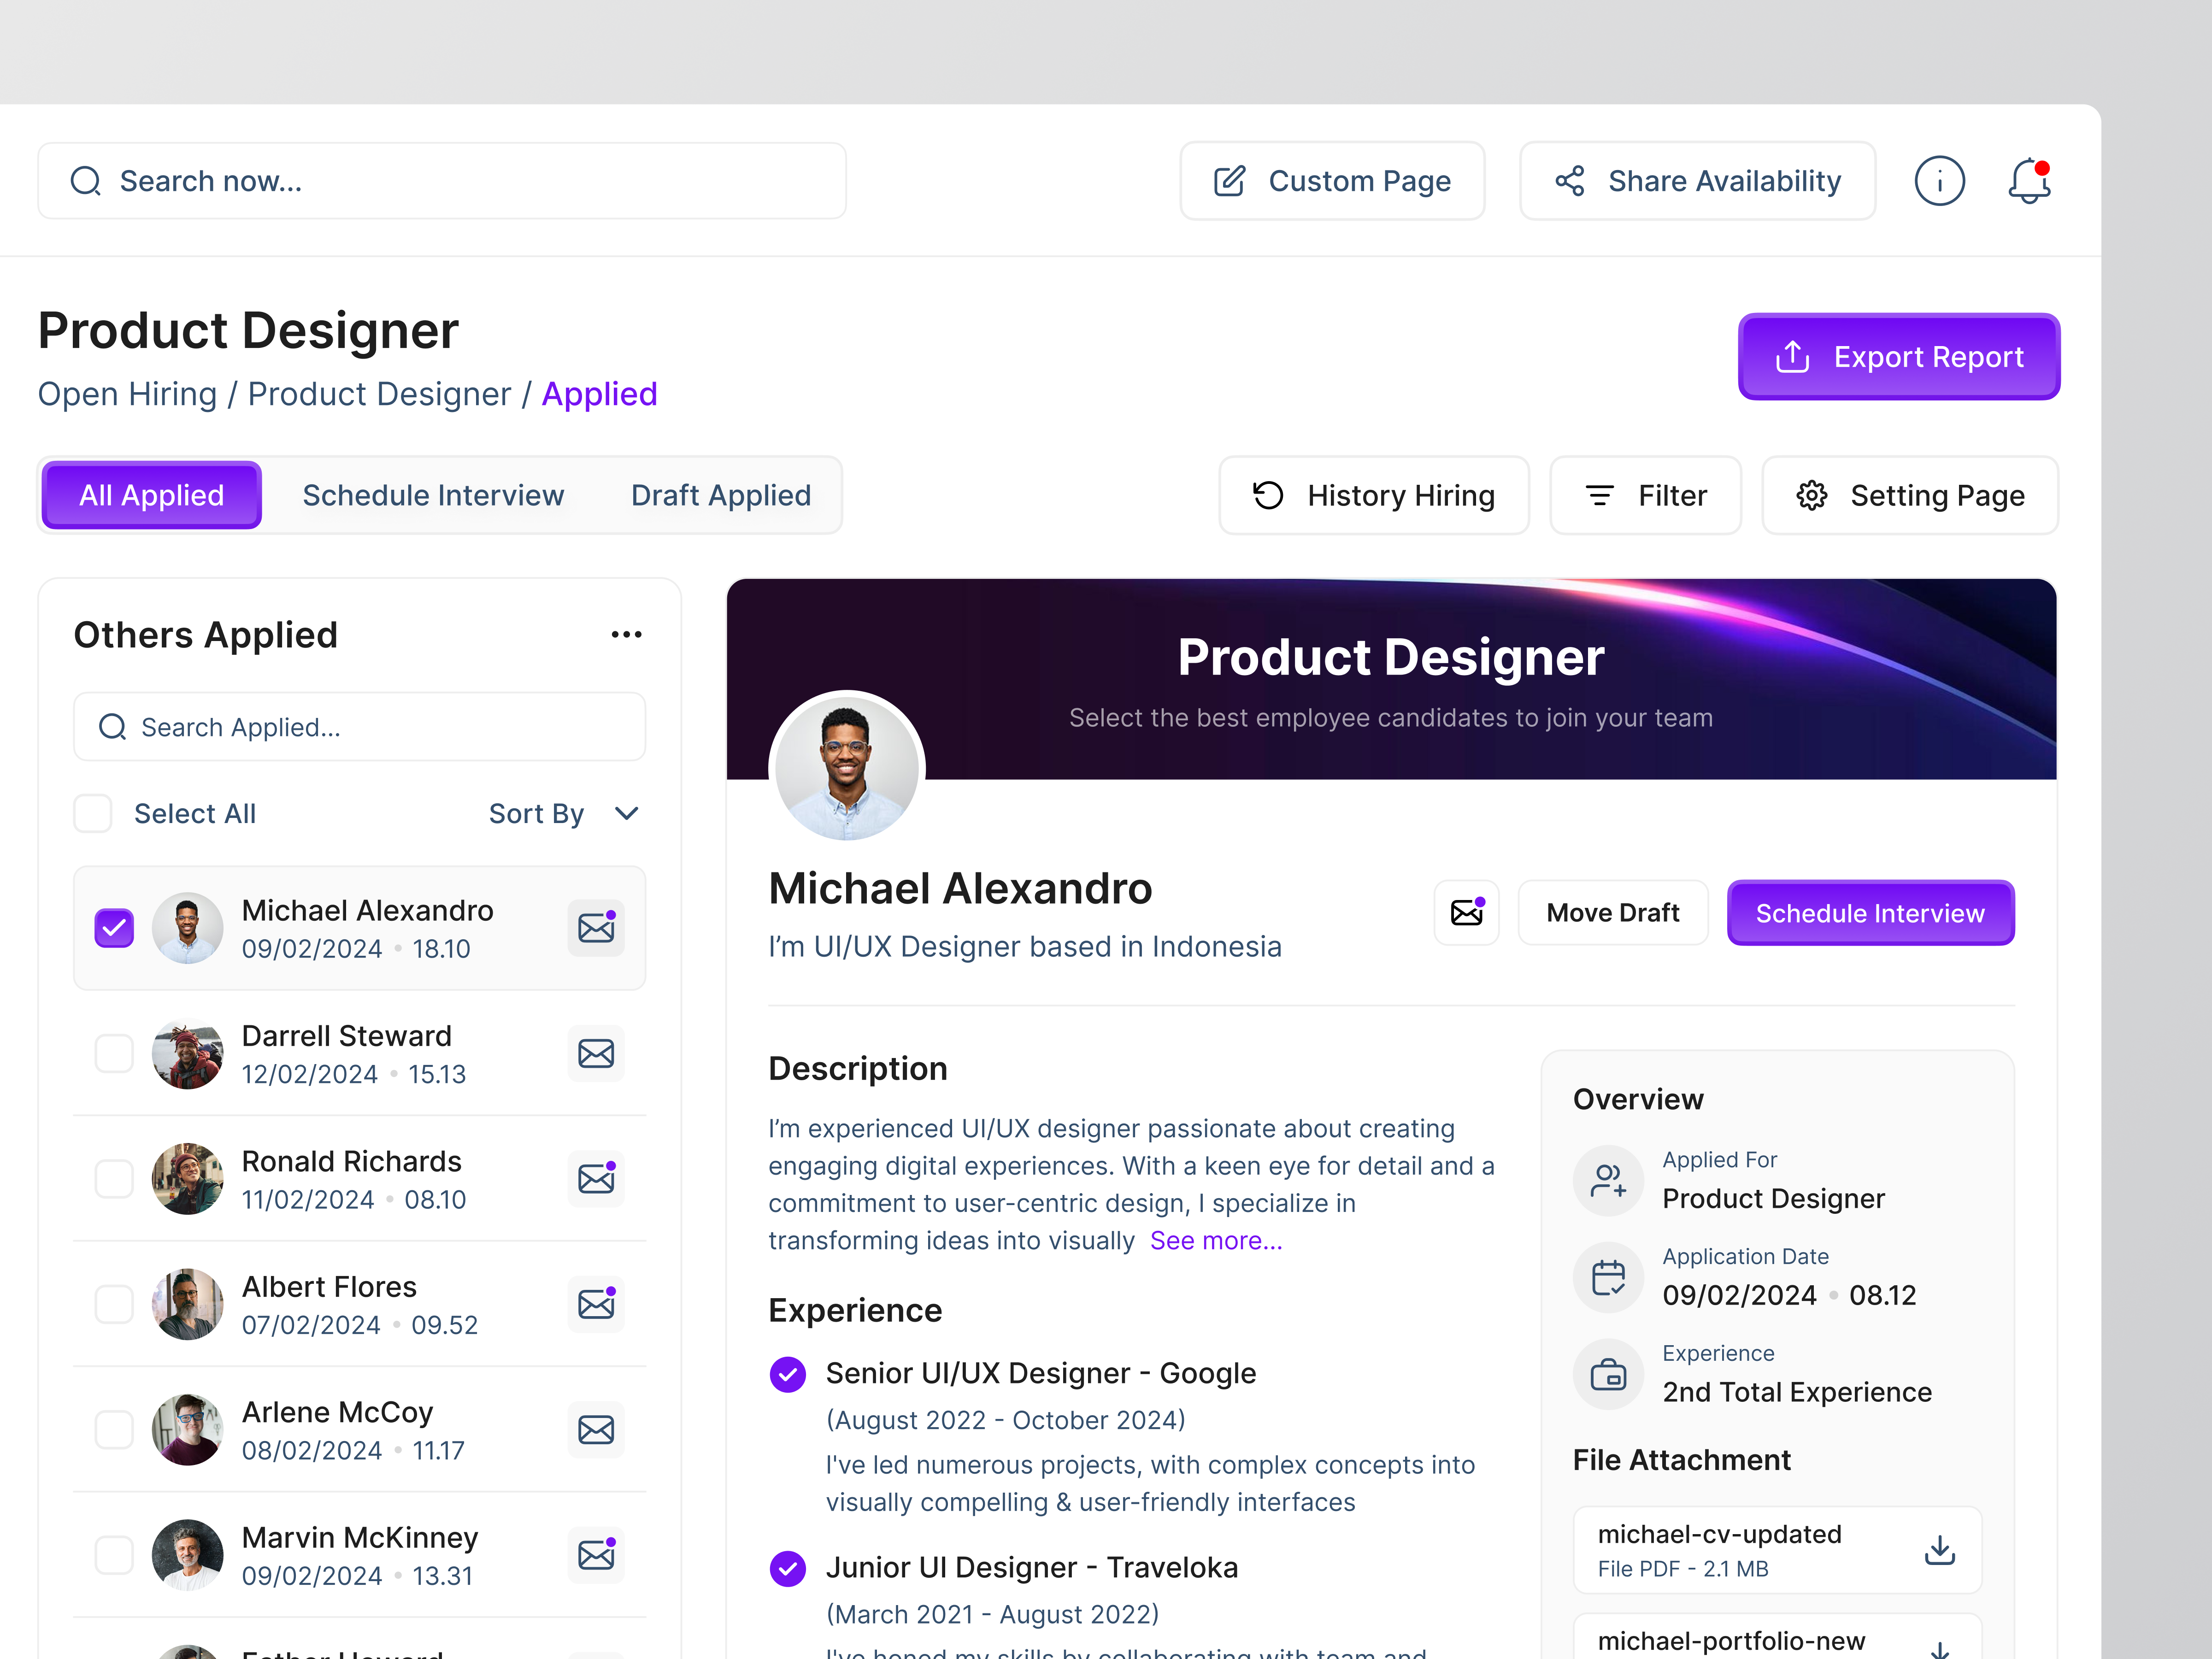 Search now...
Custom Page
Share Availability
Product Designer
Open Hiring / Product Designer / Applied
Export Report
All Applied
Schedule Interview
Draft Applied
History Hiring
Filter
Setting Page
Others Applied
Search Applied...
Select All
Sort By
Michael Alexandro
09/02/2024 • 18.10
Darrell Steward
12/02/2024 • 15.13
Ronald Richards
11/02/2024 • 08.10
Albert Flores
07/02/2024 • 09.52
Arlene McCoy
08/02/2024 • 11.17
Marvin McKinney
09/02/2024 • 13.31
Product Designer
Select the best employee candidates to join your team
Michael Alexandro
I’m UI/UX Designer based in Indonesia
Move Draft
Schedule Interview
Description
I’m experienced UI/UX designer passionate about creating
engaging digital experiences. With a keen eye for detail and a
commitment to user-centric design, I specialize in
transforming ideas into visually See more...
Experience
Senior UI/UX Designer - Google
(August 2022 - October 2024)
I've led numerous projects, with complex concepts into
visually compelling & user-friendly interfaces
Junior UI Designer - Traveloka
(March 2021 - August 2022)
I've honed my skills by collaborating with team and
Overview
Applied For
Product Designer
Application Date
09/02/2024 • 08.12
Experience
2nd Total Experience
File Attachment
michael-cv-updated
File PDF - 2.1 MB
michael-portfolio-new